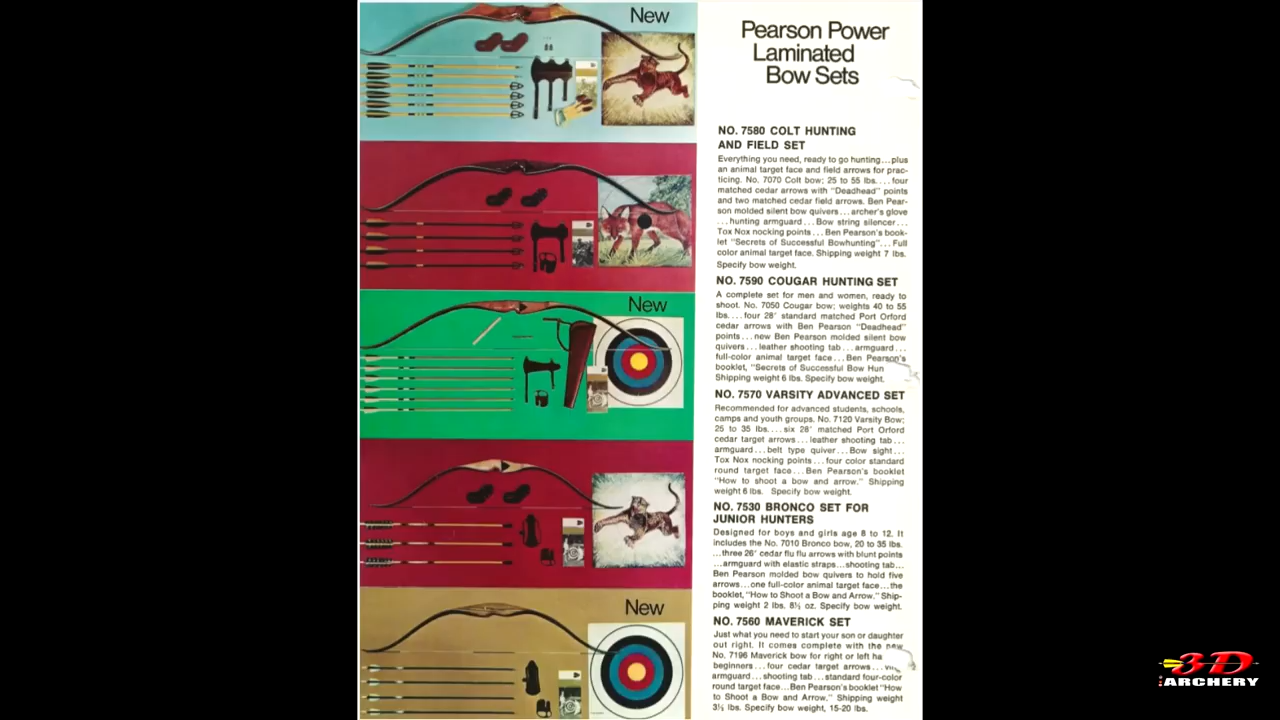 New
Pearson Power
Laminated
Bow Sets
NO. 7580 COLT HUNTING
AND FIELD SET
Everything you need, ready to go hunting...plus
an animal target face and field arrows for prac-
ticing. No. 7070 Colt bow; 25 to 55 lbs....four
matched cedar arrows with "Deadhead" points
and two matched cedar field arrows. Ben Pear-
son molded silent bow quivers...archer's glove
...hunting armguard...Bow string silencer...
Tox Nox nocking points...Ben Pearson's book-
let "Secrets of Successful Bowhunting"...Full
color animal target face. Shipping weight 7 lbs.
Specify bow weight.
NO. 7590 COUGAR HUNTING SET
A complete set for men and women, ready to
shoot. No. 7050 Cougar bow; weights 40 to 55
lbs....four 28" standard matched Port Orford
cedar arrows with Ben Pearson "Deadhead"
points...new Ben Pearson molded silent bow
quivers...leather shooting tab...armguard...
full-color animal target face...Ben Pearson's
booklet, "Secrets of Successful Bow Hun
Shipping weight 6 lbs. Specify bow weight.
New
NO. 7570 VARSITY ADVANCED SET
Recommended for advanced students, schools,
camps and youth groups. No. 7120 Varsity Bow;
25 to 35 lbs....six 28" matched Port Orford
cedar target arrows...leather shooting tab...
armguard...belt type quiver...Bow sight...
Tox Nox nocking points...four color standard
round target face...Ben Pearson's booklet
"How to shoot a bow and arrow." Shipping
weight 6 lbs. Specify bow weight.
NO. 7530 BRONCO SET FOR
JUNIOR HUNTERS
Designed for boys and girls age 8 to 12. It
includes the No. 7010 Bronco bow, 20 to 35 lbs.
...three 26" cedar flu flu arrows with blunt points
...armguard with elastic straps...shooting tab...
Ben Pearson molded bow quivers to hold five
arrows...one full-color animal target face...the
booklet, "How to Shoot a Bow and Arrow." Ship-
ping weight 2 lbs. 8½ oz. Specify bow weight.
New
NO. 7560 MAVERICK SET
Just what you need to start your son or daughter
out right. It comes complete with the new
No. 7196 Maverick bow for right or left ha
beginners...four cedar target arrows...
armguard...shooting tab...standard four-color
round target face...Ben Pearson's booklet "How
to Shoot a Bow and Arrow," Shipping weight
3½ lbs. Specify bow weight, 15-20 lbs.
3D
ARCHERY